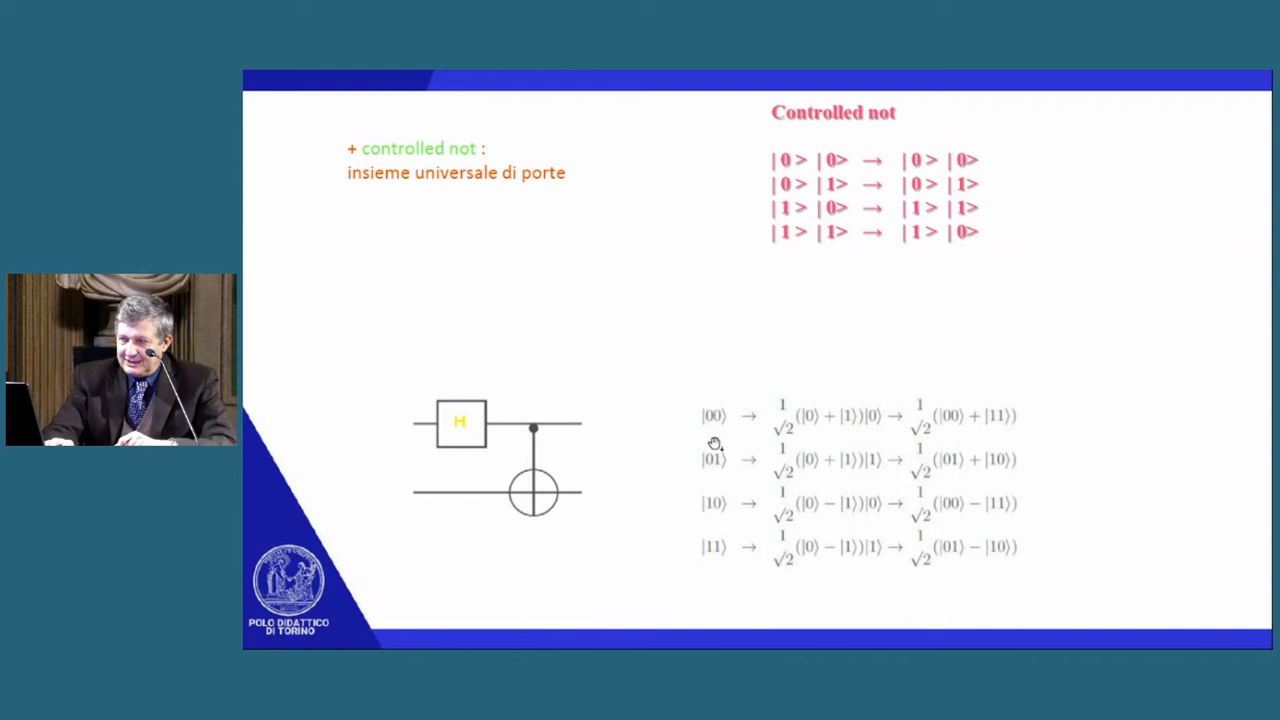 + controlled not :
insieme universale di porte
Controlled not
| 0 > | 0> → | 0 > | 0>
| 0 > | 1> → | 0 > | 1>
| 1 > | 0> → | 1 > | 1>
| 1 > | 1> → | 1 > | 0>
H
|00⟩ → 1/√2 (|0⟩ + |1⟩)|0⟩ → 1/√2 (|00⟩ + |11⟩)
|01⟩ → 1/√2 (|0⟩ + |1⟩)|1⟩ → 1/√2 (|01⟩ + |10⟩)
|10⟩ → 1/√2 (|0⟩ − |1⟩)|0⟩ → 1/√2 (|00⟩ − |11⟩)
|11⟩ → 1/√2 (|0⟩ − |1⟩)|1⟩ → 1/√2 (|01⟩ − |10⟩)
POLO DIDATTICO
DI TORINO